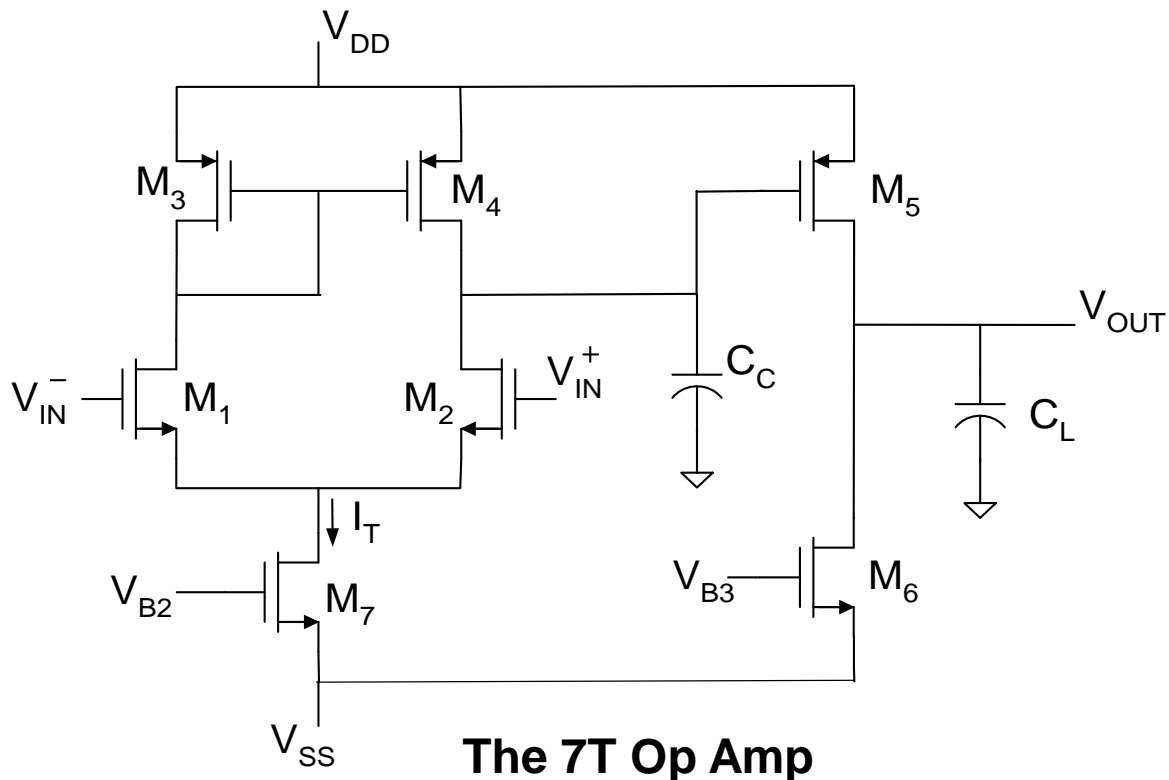 V_DD
M_3
M_4
M_5
V_OUT
V_IN^−
M_1
M_2
V_IN^+
C_C
C_L
I_T
V_B2
M_7
V_B3
M_6
V_SS
The 7T Op Amp